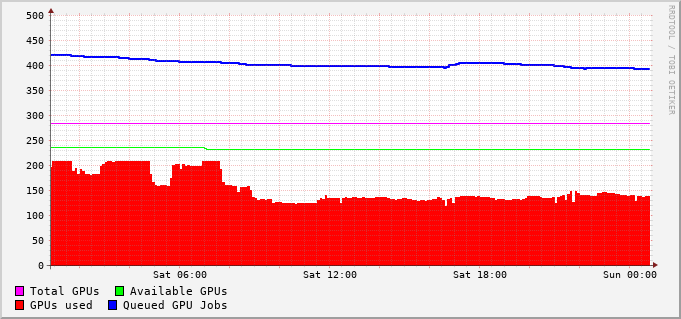 500
450
400
350
300
250
200
150
100
50
0
Sat 06:00 Sat 12:00 Sat 18:00 Sun 00:00
Total GPUs Available GPUs
GPUs used Queued GPU Jobs
RRDTOOL / TOBI OETIKER